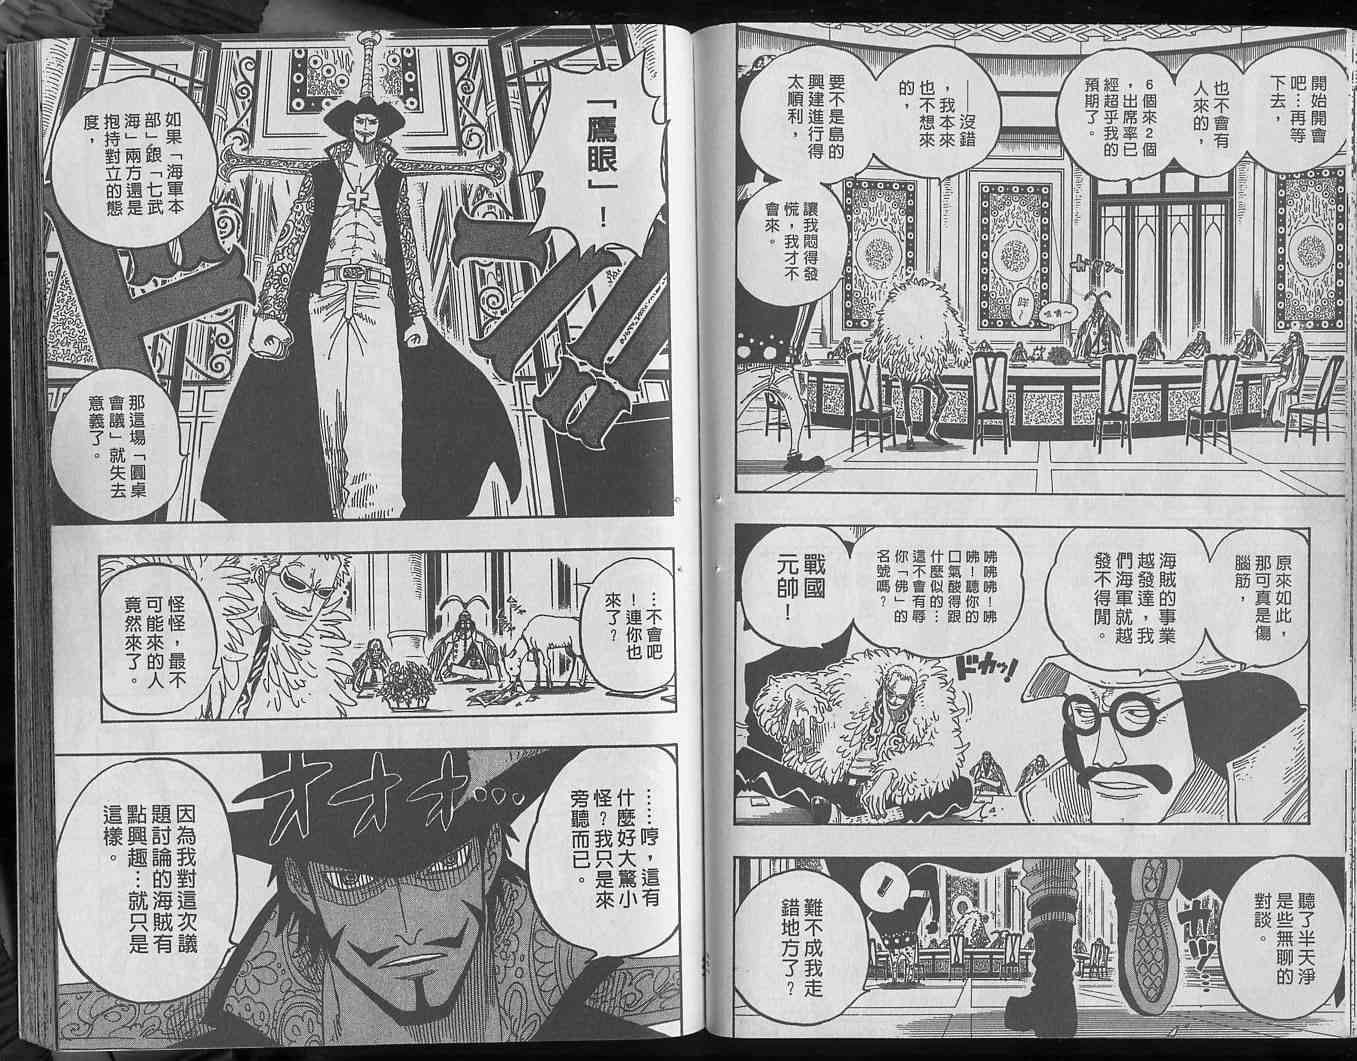 開始開會
吧…再等
下去，
也不會有
人來的，
6個來2個
，出席率已
經超乎我的
預期了。
——沒錯
，我本來
也不想來
的，
要不是島的
興建進行得
太順利，
讓我悶得發
慌，我才不
會來。
咩～
原來如此，
那可真是傷
腦筋，
海賊的事業
越發達，我
們海軍就越
發不得閒。
咈咈咈！咈
咈！聽你的
口氣酸得跟
什麼似的…
這不會有辱
你「佛」的
名號嗎？
戰國
元帥！
ドカッ！
聽了半天淨
是些無聊的
對談。
！
難不成我走
錯地方了？
「鷹眼」！
如果「海軍本
部」跟「七武
海」兩方還是
抱持對立的態
度，
那這場「圓桌
會議」就失去
意義了。
…不會吧
！連你也
來了？
怪怪，最不
可能來的人
竟然來了。
……哼，這有
什麼好大驚小
怪？我只是來
旁聽而已。
オオオ…
因為我對這次議
題討論的海賊有
點興趣…就只是
這樣。